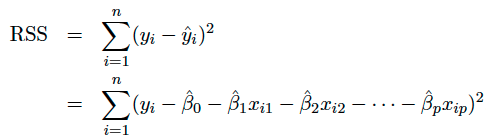 RSS = \sum_{i=1}^{n} (y_i - \hat{y}_i)^2
= \sum_{i=1}^{n} (y_i - \hat{\beta}_0 - \hat{\beta}_1 x_{i1} - \hat{\beta}_2 x_{i2} - \cdots - \hat{\beta}_p x_{ip})^2